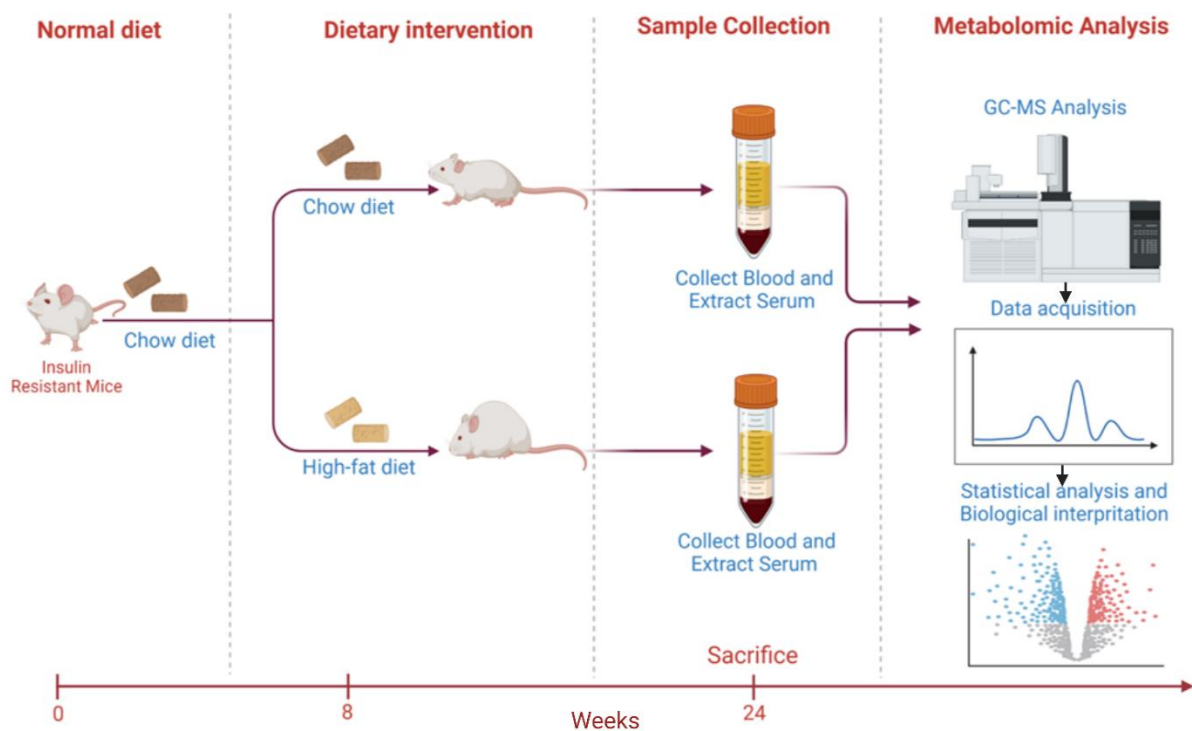 Normal diet
Dietary intervention
Sample Collection
Metabolomic Analysis
Chow diet
Insulin
Resistant Mice
Chow diet
High-fat diet
Collect Blood and
Extract Serum
Collect Blood and
Extract Serum
GC-MS Analysis
Data acquisition
Statistical analysis and
Biological interpritation
Sacrifice
0
8
24
Weeks